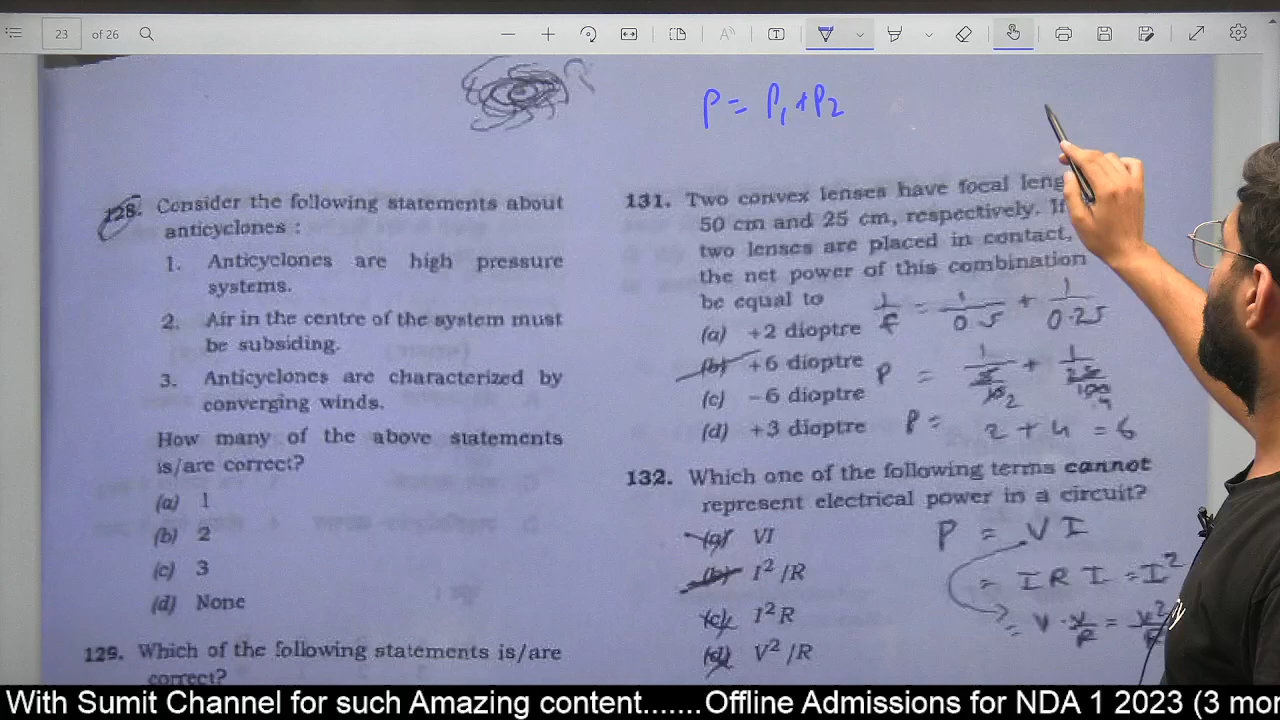 23 of 26
P = P₁ + P₂
128. Consider the following statements about
anticyclones :
1. Anticyclones are high pressure
systems.
2. Air in the centre of the system must
be subsiding.
3. Anticyclones are characterized by
converging winds.
How many of the above statements
is/are correct?
(a) 1
(b) 2
(c) 3
(d) None
129. Which of the following statements is/are
correct?
131. Two convex lenses have focal leng
50 cm and 25 cm, respectively. If
two lenses are placed in contact,
the net power of this combination
be equal to
(a) +2 dioptre
(b) +6 dioptre
(c) −6 dioptre
(d) +3 dioptre
1/f = 1/0.5 + 1/0.25
P =
P = 2 + 4 = 6
132. Which one of the following terms cannot
represent electrical power in a circuit?
(a) VI
(b) I²/R
(c) I²R
(d) V²/R
P = VI
= I R I = I²
= V · V/R = V²
With Sumit Channel for such Amazing content.......Offline Admissions for NDA 1 2023 (3 mon